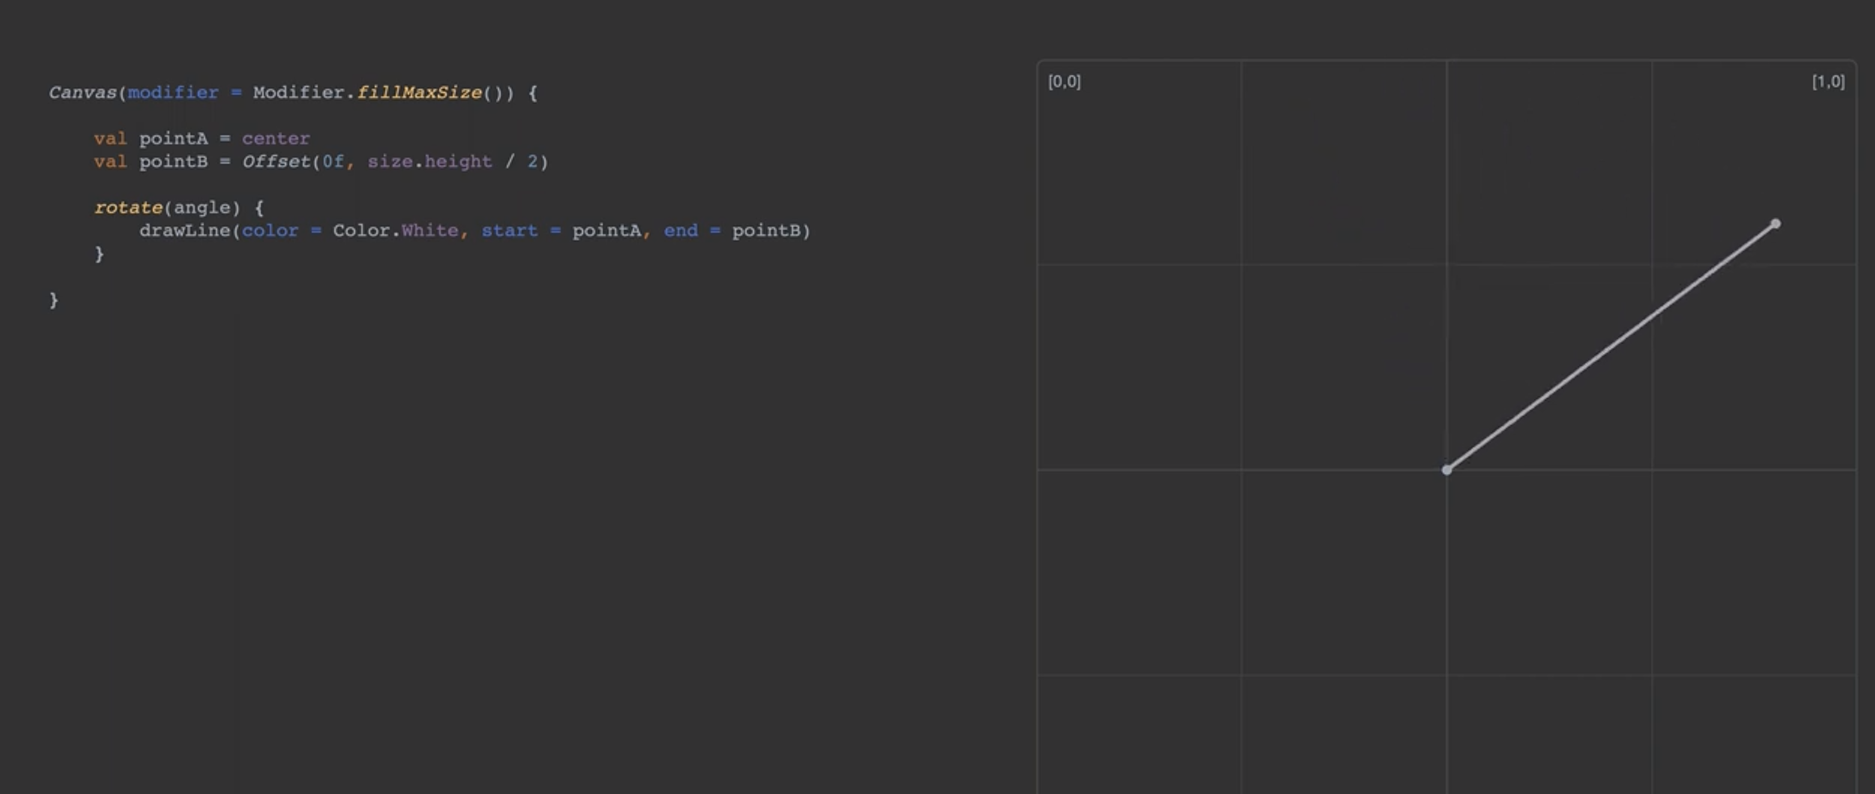 Canvas(modifier = Modifier.fillMaxSize()) {
val pointA = center
val pointB = Offset(0f, size.height / 2)
rotate(angle) {
drawLine(color = Color.White, start = pointA, end = pointB)
}
}
[0,0]
[1,0]